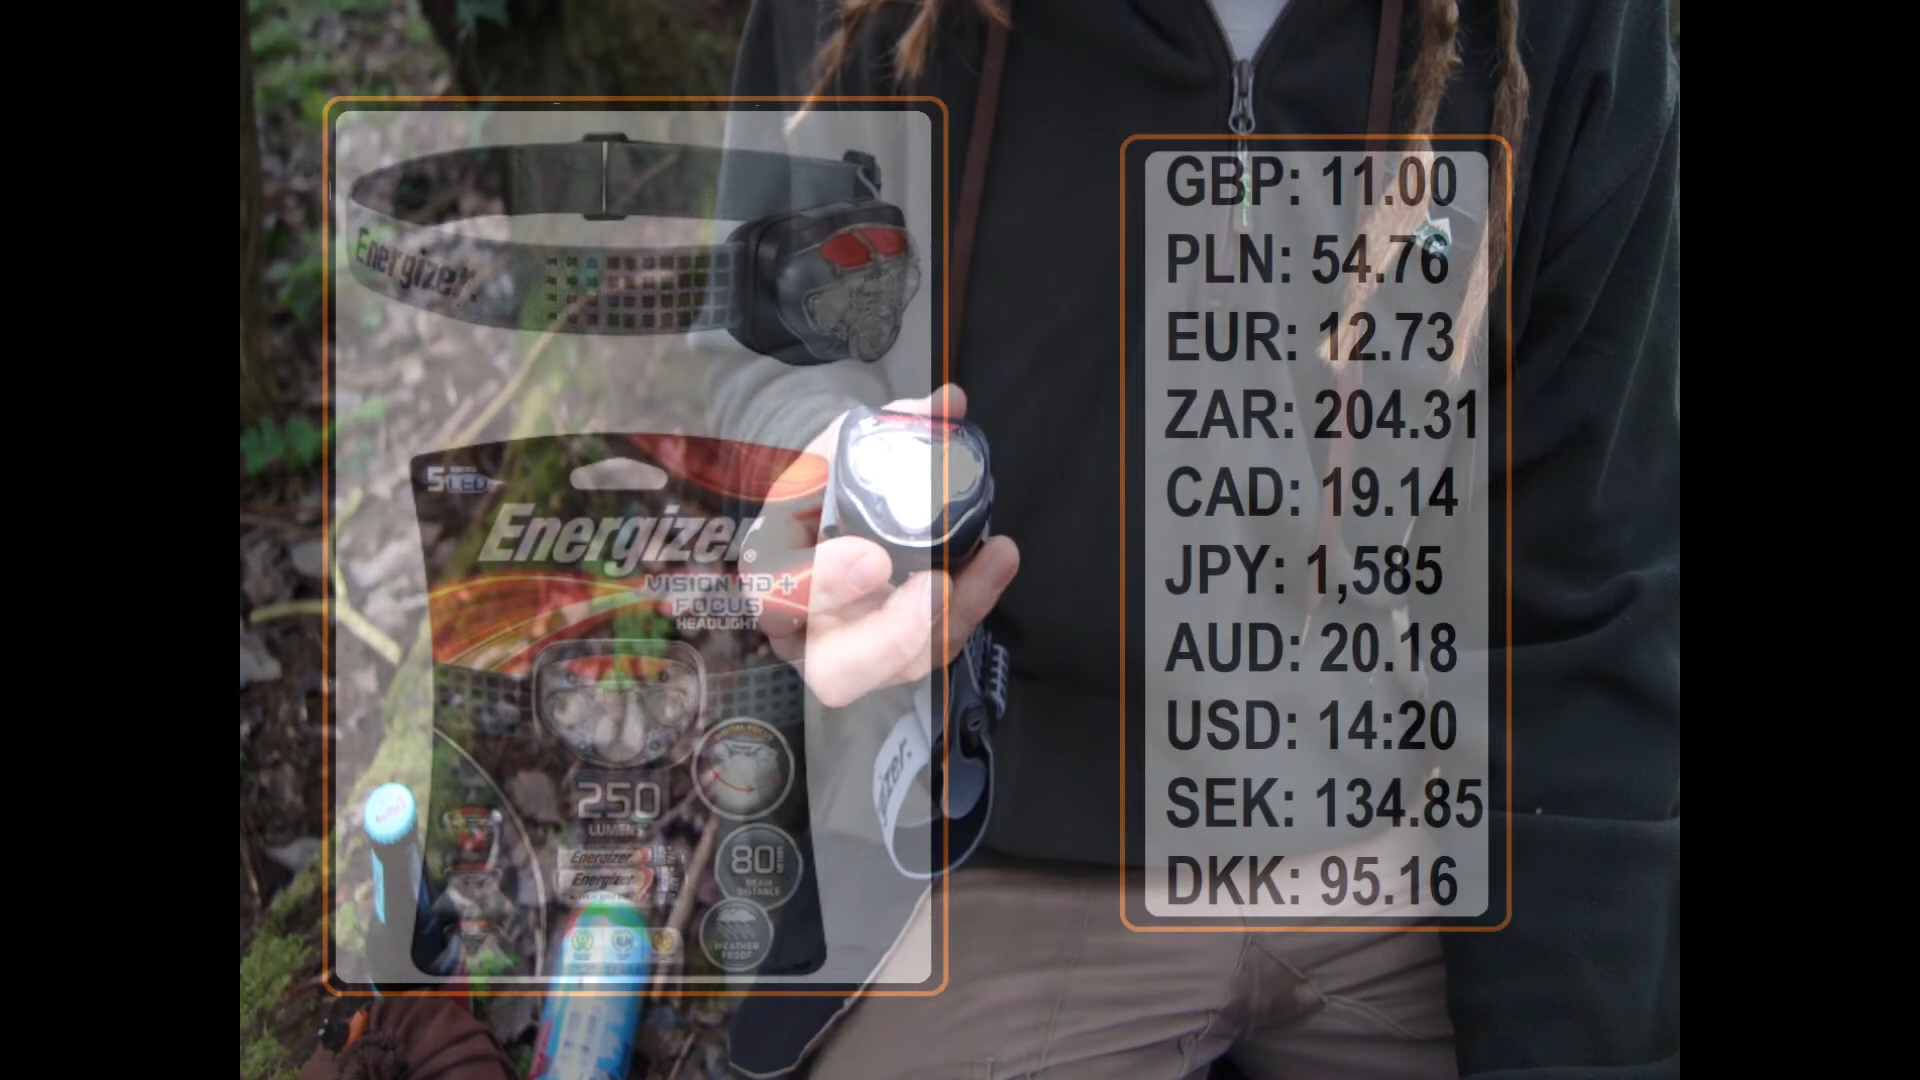 Energizer.
5 LED
Energizer®
VISION HD+
FOCUS
HEADLIGHT
250
LUMENS
Energizer
Energizer
80
BEAM
DISTANCE
WEATHER
PROOF
GBP: 11.00
PLN: 54.76
EUR: 12.73
ZAR: 204.31
CAD: 19.14
JPY: 1,585
AUD: 20.18
USD: 14:20
SEK: 134.85
DKK: 95.16